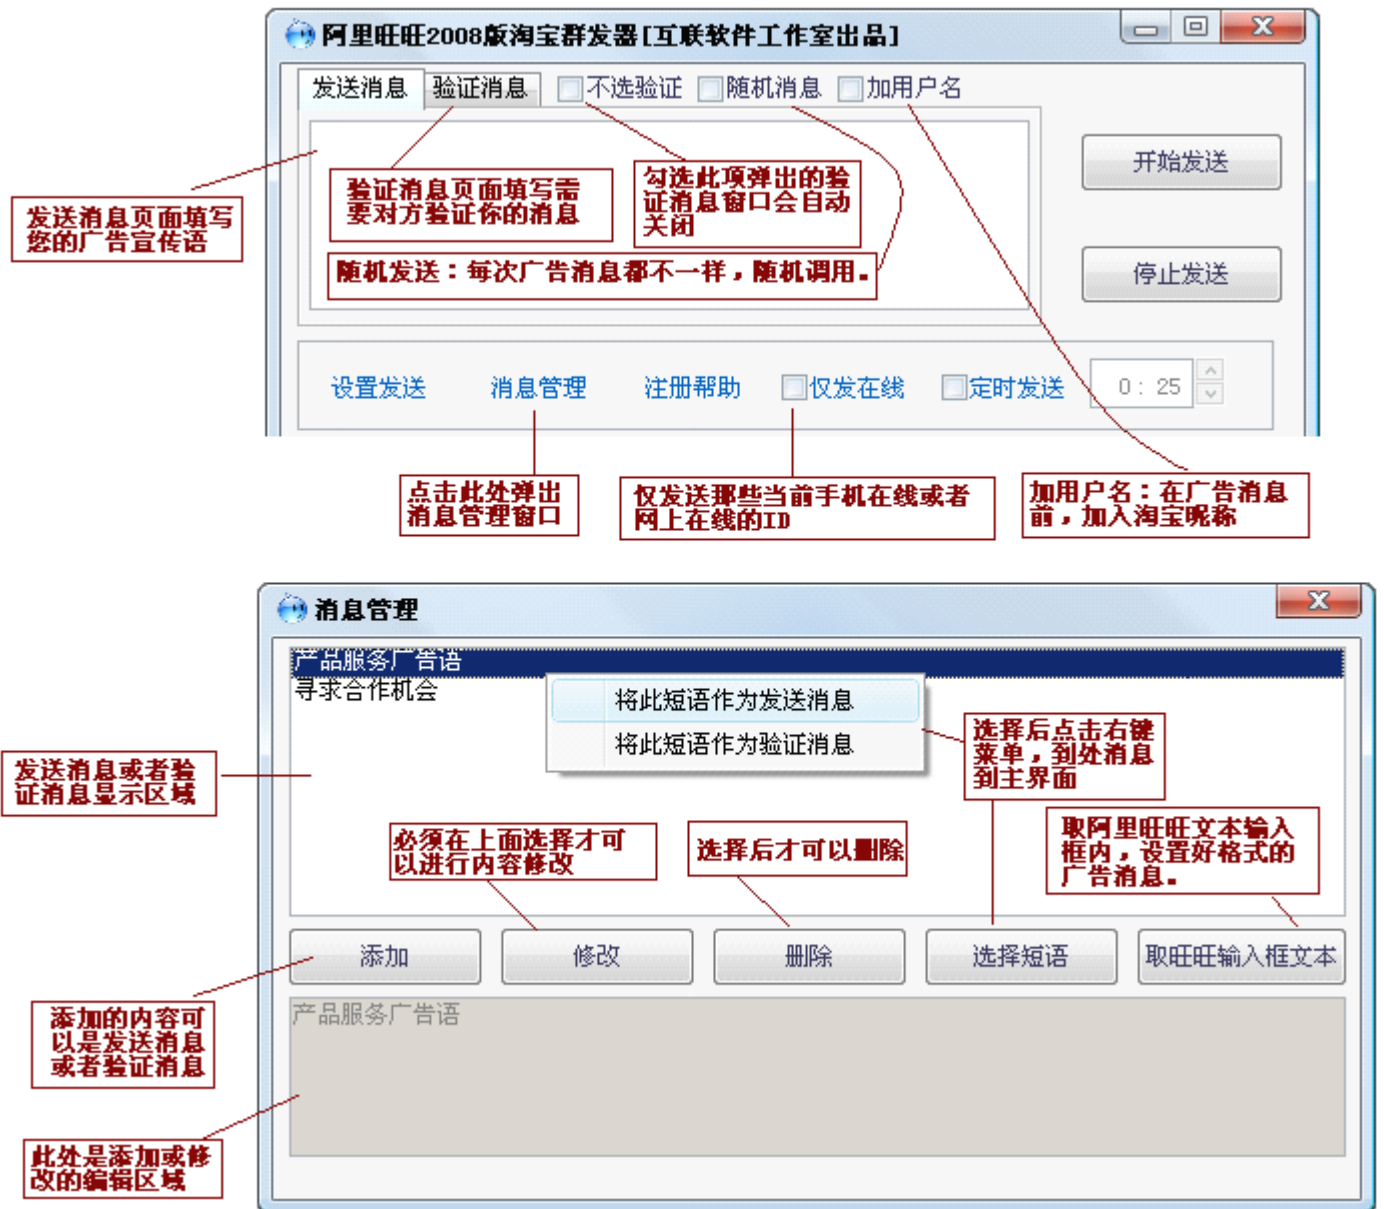 阿里旺旺2008版淘宝群发器[互联软件工作室出品]
发送消息
验证消息
不选验证
随机消息
加用户名
开始发送
停止发送
发送消息页面填写
您的广告宣传语
验证消息页面填写需
要对方验证你的消息
勾选此项弹出的验
证消息窗口会自动
关闭
随机发送：每次广告消息都不一样，随机调用。
设置发送
消息管理
注册帮助
仅发在线
定时发送
0: 25
点击此处弹出
消息管理窗口
仅发送那些当前手机在线或者
网上在线的ID
加用户名：在广告消息
前，加入淘宝昵称
消息管理
产品服务广告语
寻求合作机会
将此短语作为发送消息
将此短语作为验证消息
选择后点击右键
菜单，到处消息
到主界面
发送消息或者验
证消息显示区域
必须在上面选择才可
以进行内容修改
选择后才可以删除
取阿里旺旺文本输入
框内，设置好格式的
广告消息。
添加
修改
删除
选择短语
取旺旺输入框文本
添加的内容可
以是发送消息
或者验证消息
产品服务广告语
此处是添加或修
改的编辑区域